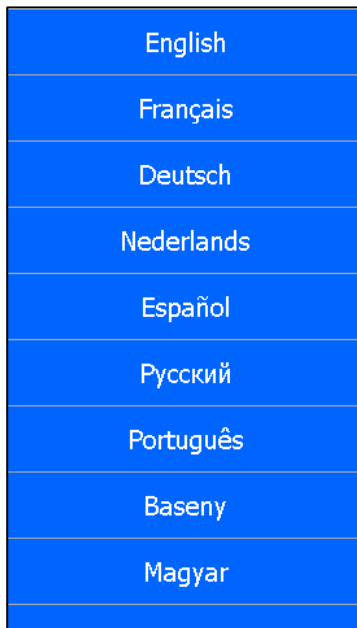 English
Français
Deutsch
Nederlands
Español
Русский
Português
Baseny
Magyar